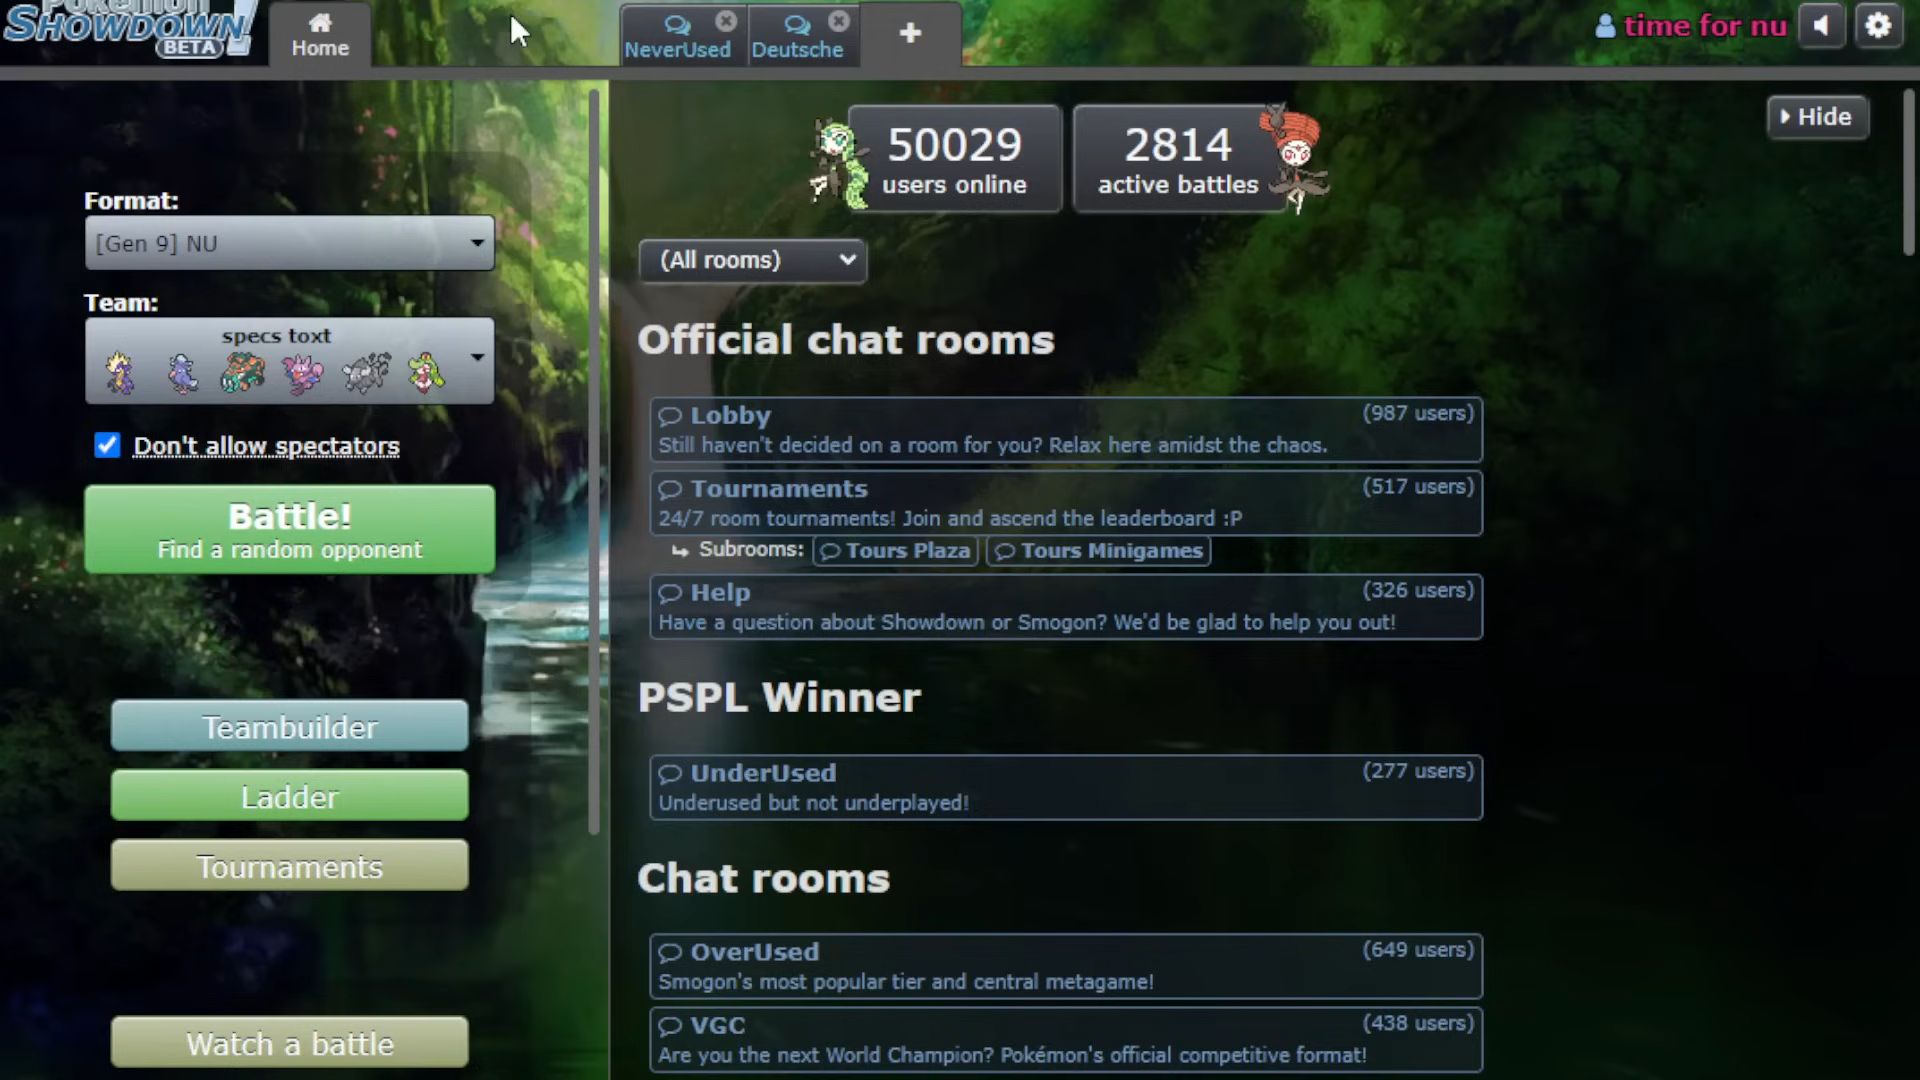 Pokémon
SHOWDOWN!
BETA
Home
NeverUsed
Deutsche
+
time for nu
Format:
[Gen 9] NU
Team:
specs toxt
Don't allow spectators
Battle!
Find a random opponent
Teambuilder
Ladder
Tournaments
Watch a battle
50029
users online
2814
active battles
Hide
(All rooms)
Official chat rooms
Lobby (987 users)
Still haven't decided on a room for you? Relax here amidst the chaos.
Tournaments (517 users)
24/7 room tournaments! Join and ascend the leaderboard :P
↳ Subrooms: Tours Plaza Tours Minigames
Help (326 users)
Have a question about Showdown or Smogon? We'd be glad to help you out!
PSPL Winner
UnderUsed (277 users)
Underused but not underplayed!
Chat rooms
OverUsed (649 users)
Smogon's most popular tier and central metagame!
VGC (438 users)
Are you the next World Champion? Pokémon's official competitive format!